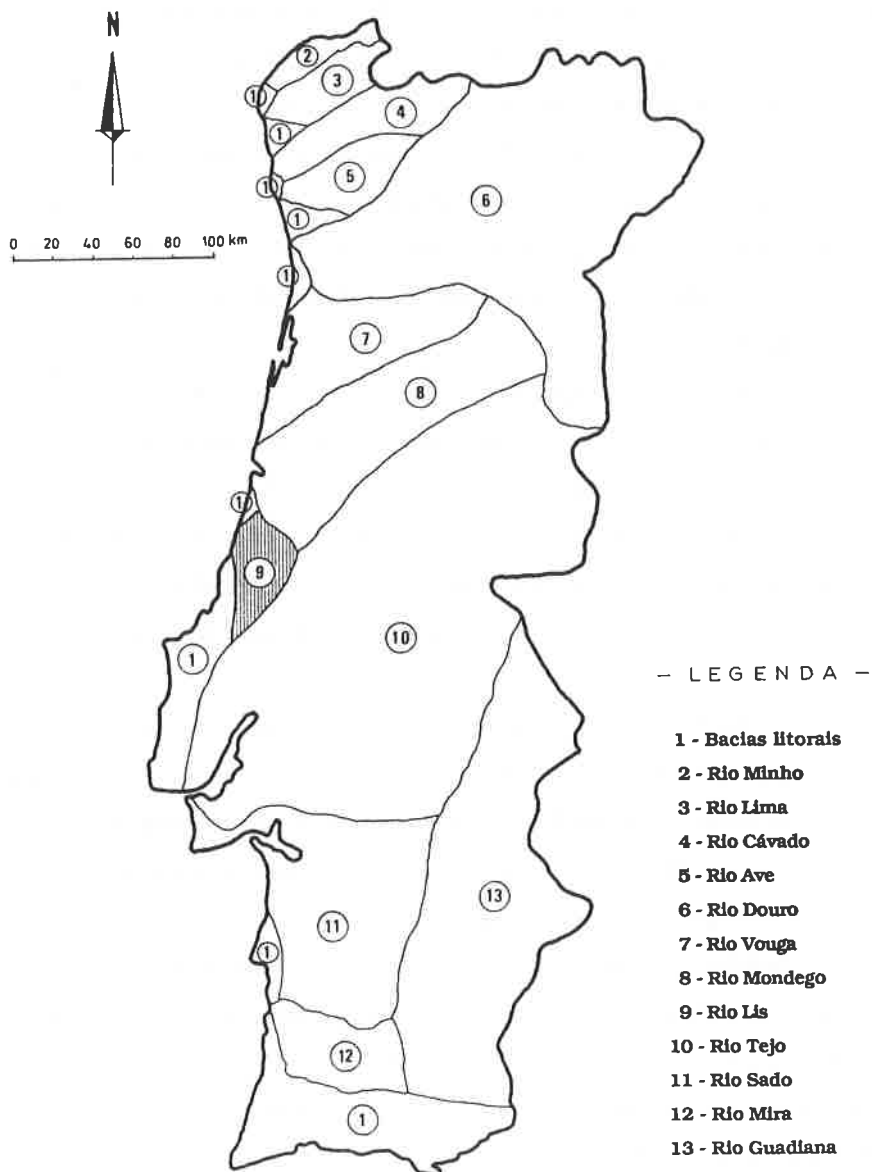 N
2
3
1
4
1
1
5
6
1
0 20 40 60 80 100 km
1
7
8
1
9
10
1
- LEGENDA -
1 - Bacias litorais
2 - Rio Minho
3 - Rio Lima
4 - Rio Cávado
5 - Rio Ave
6 - Rio Douro
7 - Rio Vouga
8 - Rio Mondego
9 - Rio Lis
10 - Rio Tejo
11 - Rio Sado
12 - Rio Mira
13 - Rio Guadiana
13
11
1
12
1